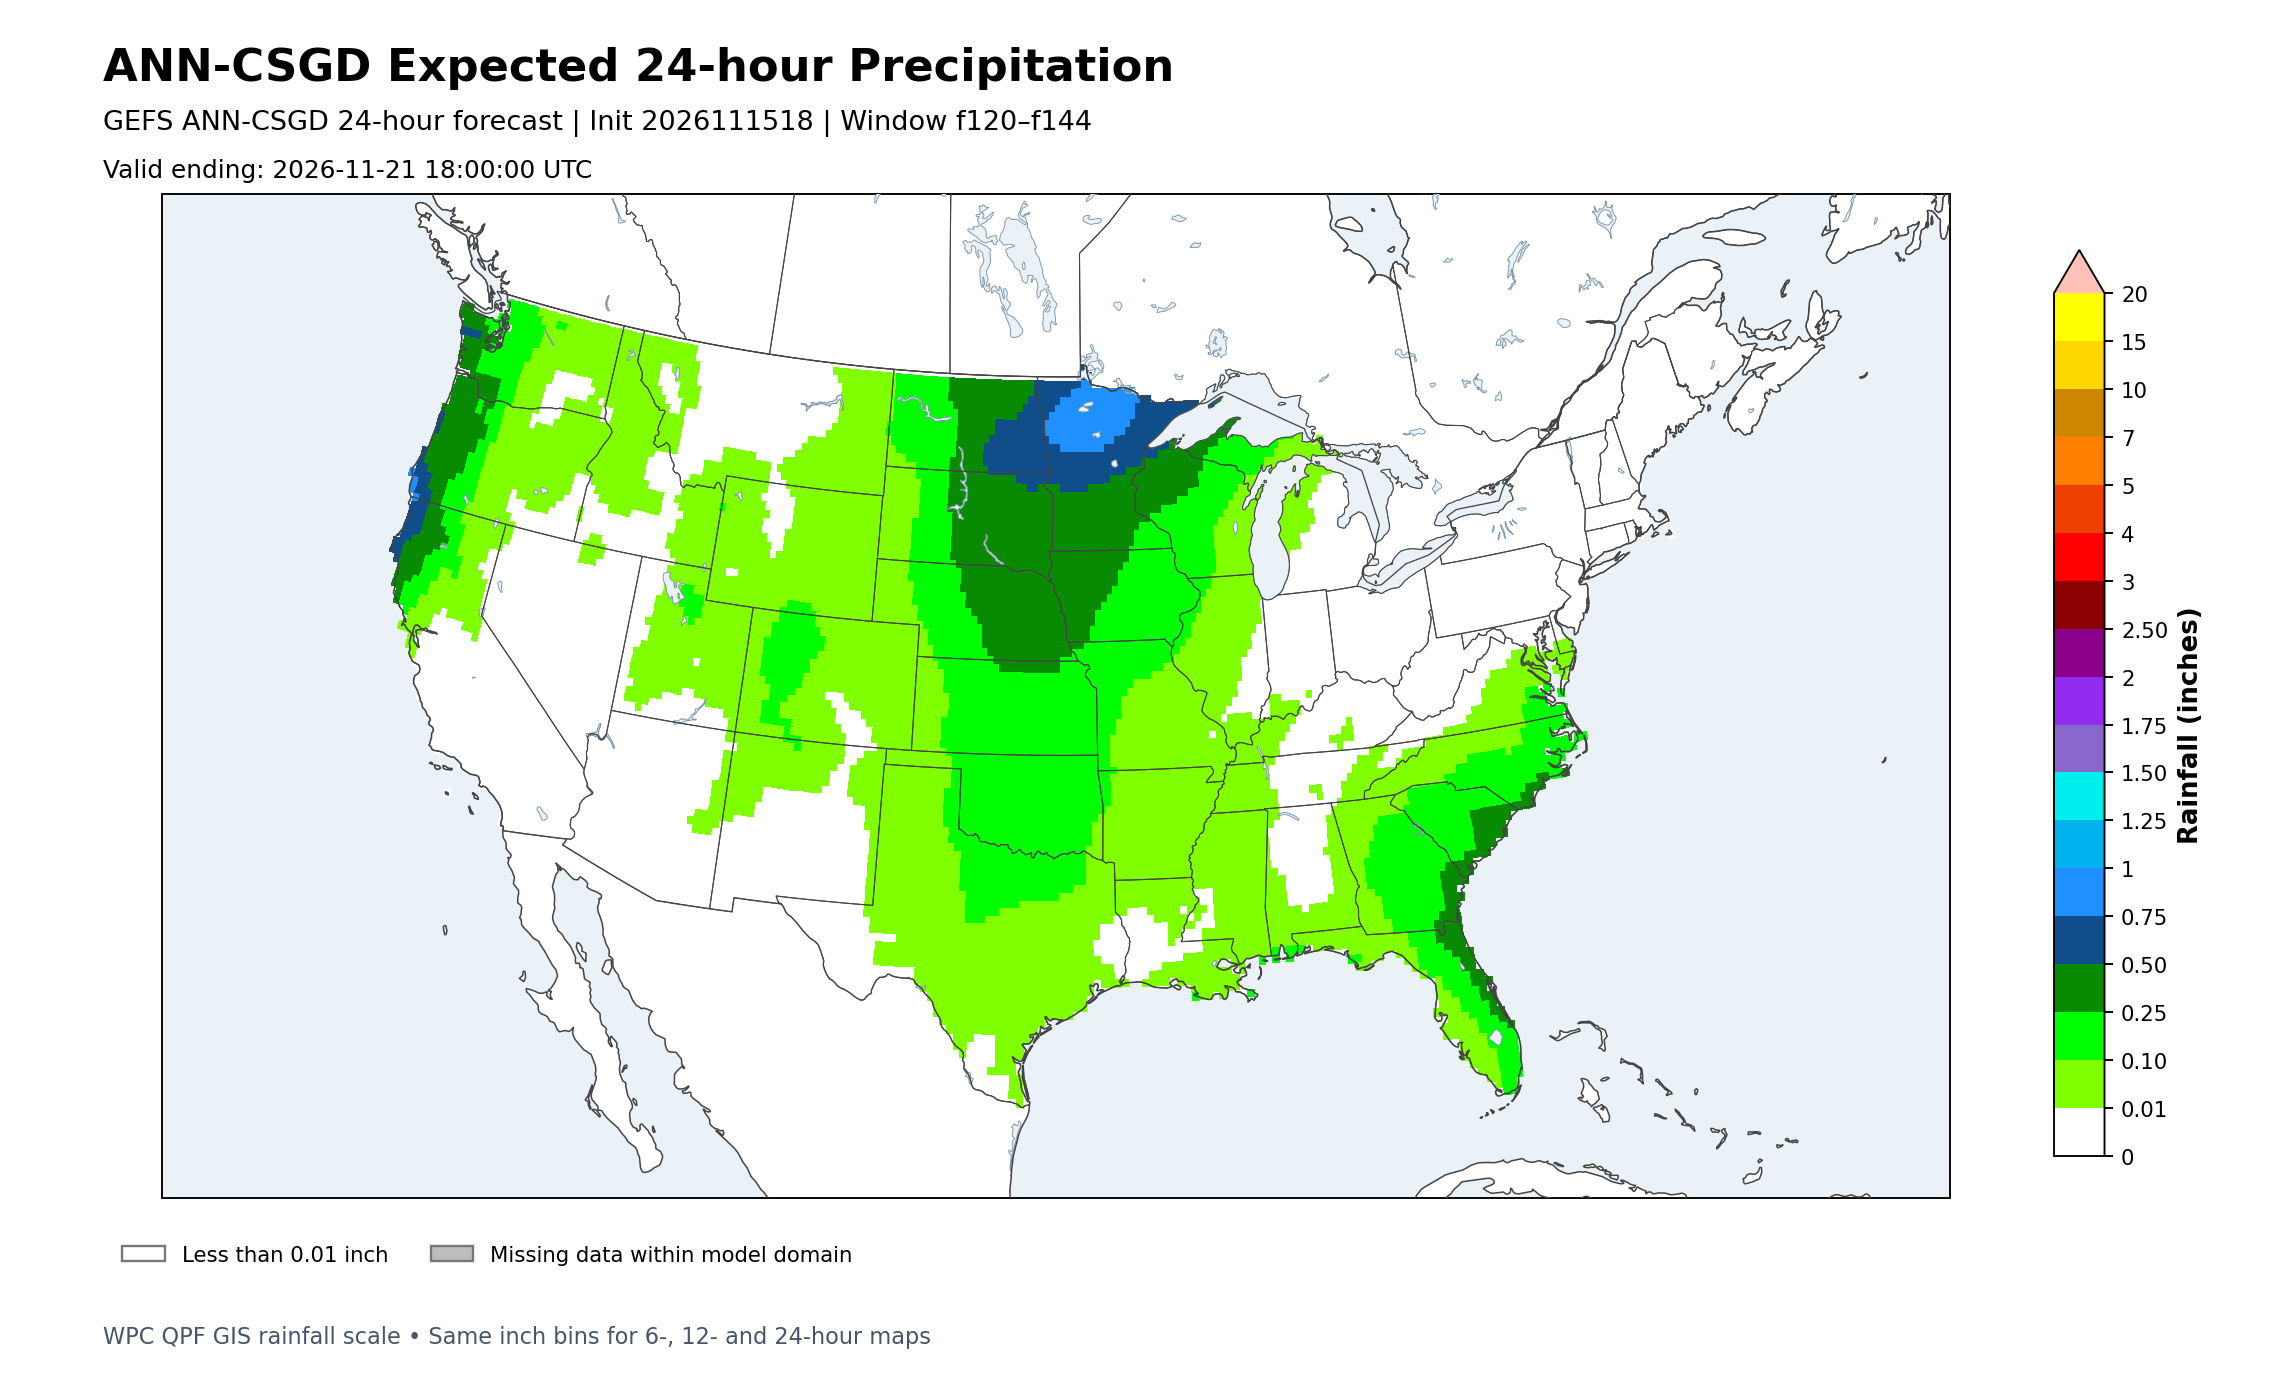 ANN-CSGD Expected 24-hour Precipitation
GEFS ANN-CSGD 24-hour forecast | Init 2026111518 | Window f120–f144
Valid ending: 2026-11-21 18:00:00 UTC
20
15
10
7
5
4
3
2.50
2
1.75
1.50
1.25
1
0.75
0.50
0.25
0.10
0.01
0
Rainfall (inches)
Less than 0.01 inch
Missing data within model domain
WPC QPF GIS rainfall scale • Same inch bins for 6-, 12- and 24-hour maps